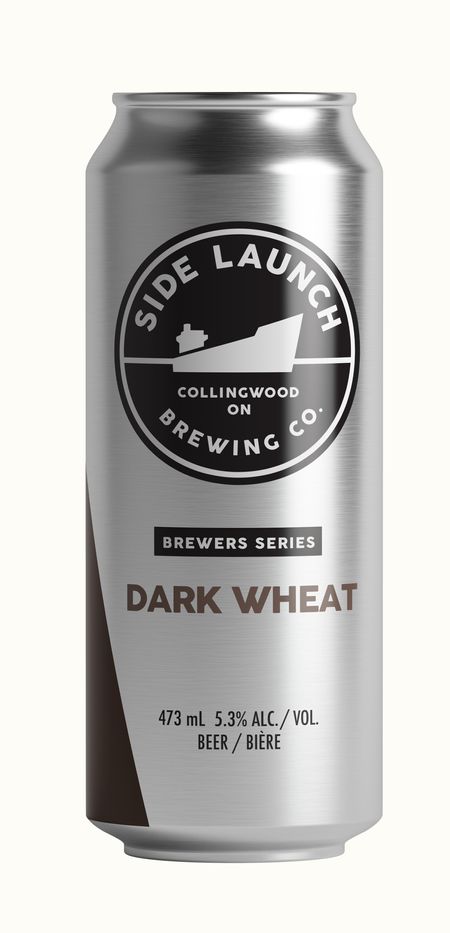 SIDE LAUNCH
COLLINGWOOD
ON
BREWING CO.
BREWERS SERIES
DARK WHEAT
473 mL 5.3% ALC./VOL.
BEER / BIÈRE